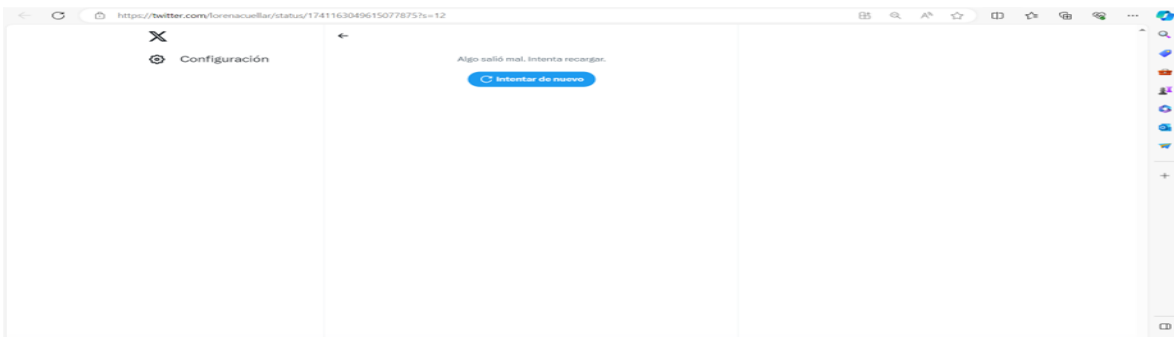 https://twitter.com/lorenacuellar/status/1741163049615077875?s=12
Configuración
Algo salió mal. Intenta recargar.
Intentar de nuevo